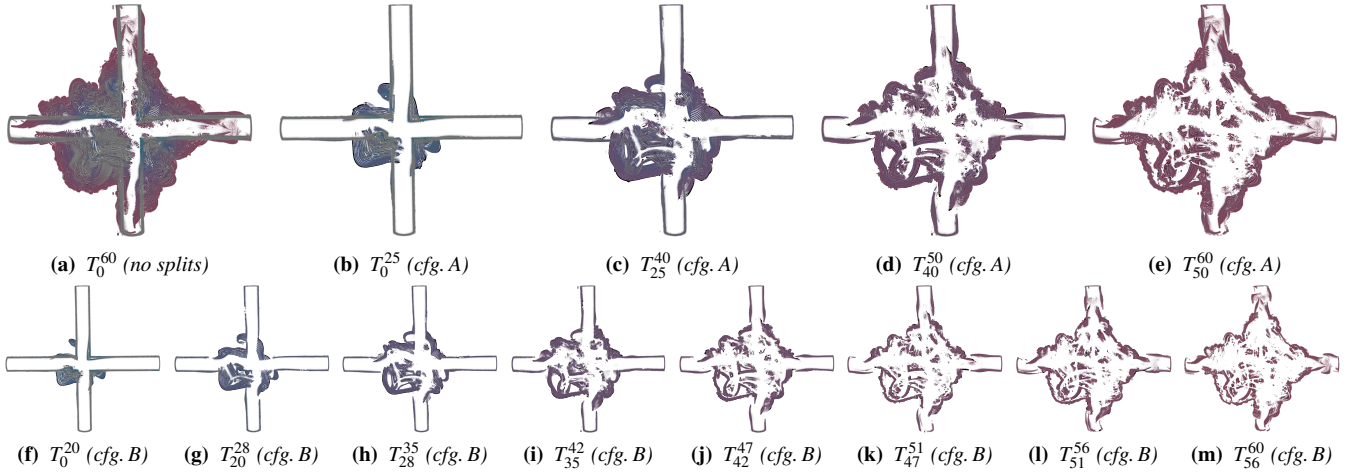 (a) T_0^60 (no splits) (b) T_0^25 (cfg. A) (c) T_25^40 (cfg. A) (d) T_40^50 (cfg. A) (e) T_50^60 (cfg. A)
(f) T_0^20 (cfg. B) (g) T_20^28 (cfg. B) (h) T_28^35 (cfg. B) (i) T_35^42 (cfg. B) (j) T_42^47 (cfg. B) (k) T_47^51 (cfg. B) (l) T_51^56 (cfg. B) (m) T_56^60 (cfg. B)